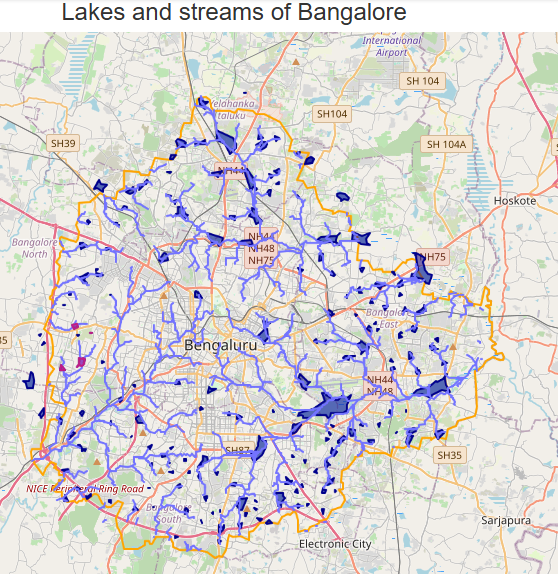 Lakes and streams of Bangalore
International
Airport
SH 104
Yelahanka
taluku
SH104
SH39
SH 104A
NH44
Hoskote
Bangalore
North
NH44
NH48
NH75
NH75
Bangalore
East
Bengaluru
NH44
NH48
SH87
SH35
NICE Peripheral Ring Road
Bangalore
South
Sarjapura
Electronic City